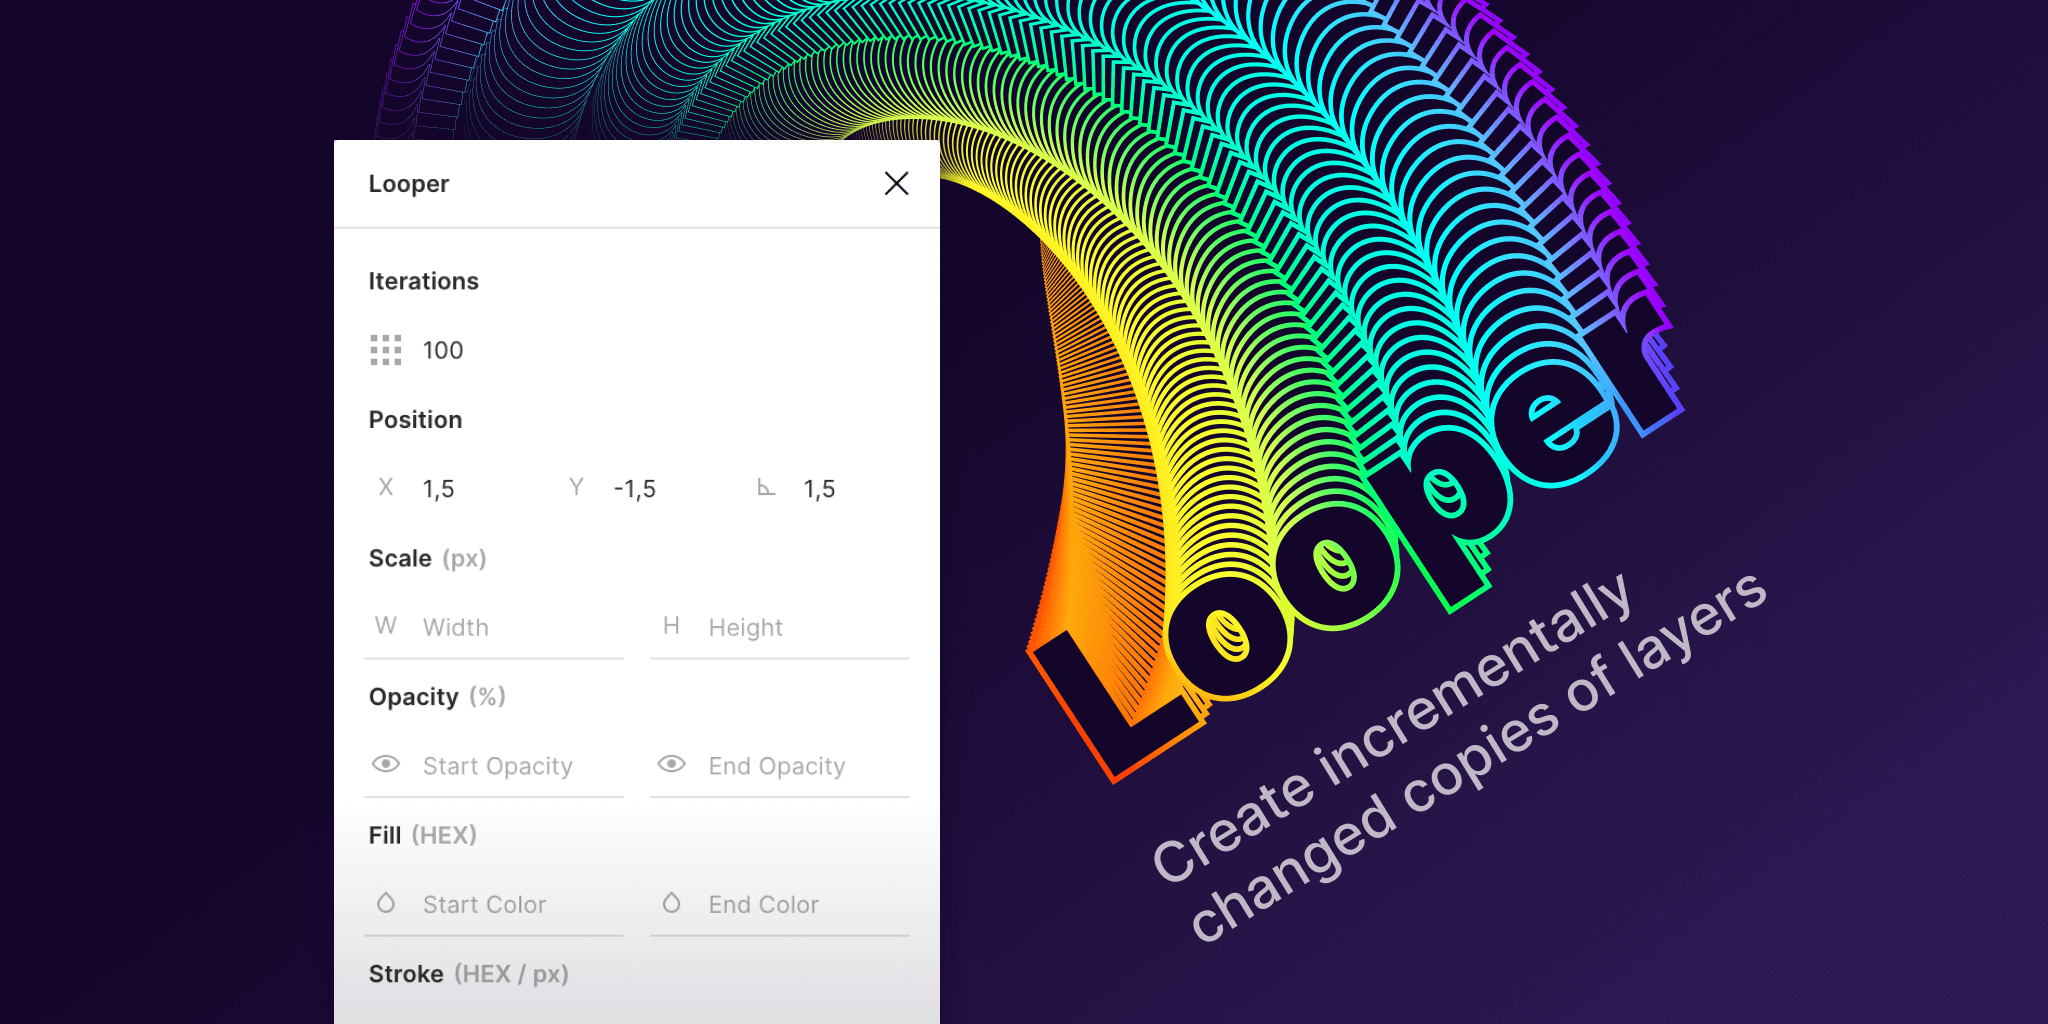 Looper
Iterations
100
Position
X 1,5 Y -1,5 1,5
Scale (px)
W Width H Height
Opacity (%)
Start Opacity End Opacity
Fill (HEX)
Start Color End Color
Stroke (HEX / px)
Looper
Create incrementally
changed copies of layers